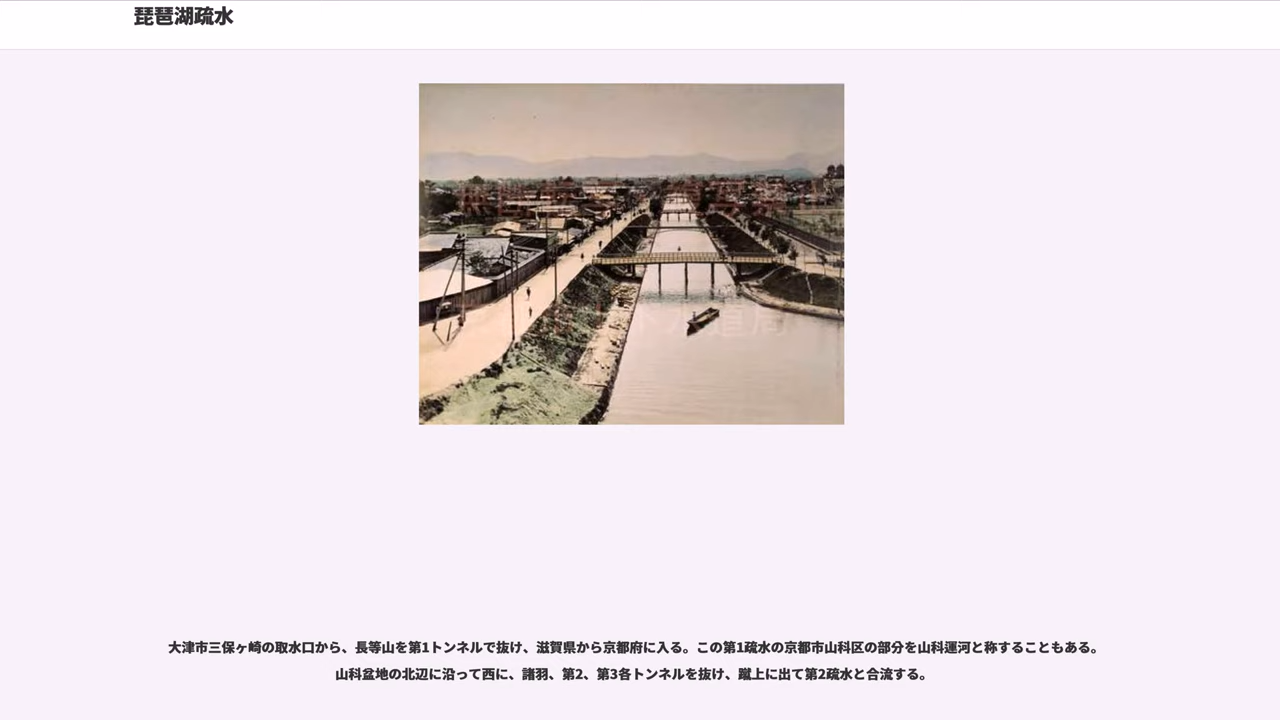 琵琶湖疏水
大津市三保ヶ崎の取水口から、長等山を第1トンネルで抜け、滋賀県から京都府に入る。この第1疏水の京都市山科区の部分を山科運河と称することもある。
山科盆地の北辺に沿って西に、諸羽、第2、第3各トンネルを抜け、蹴上に出て第2疏水と合流する。